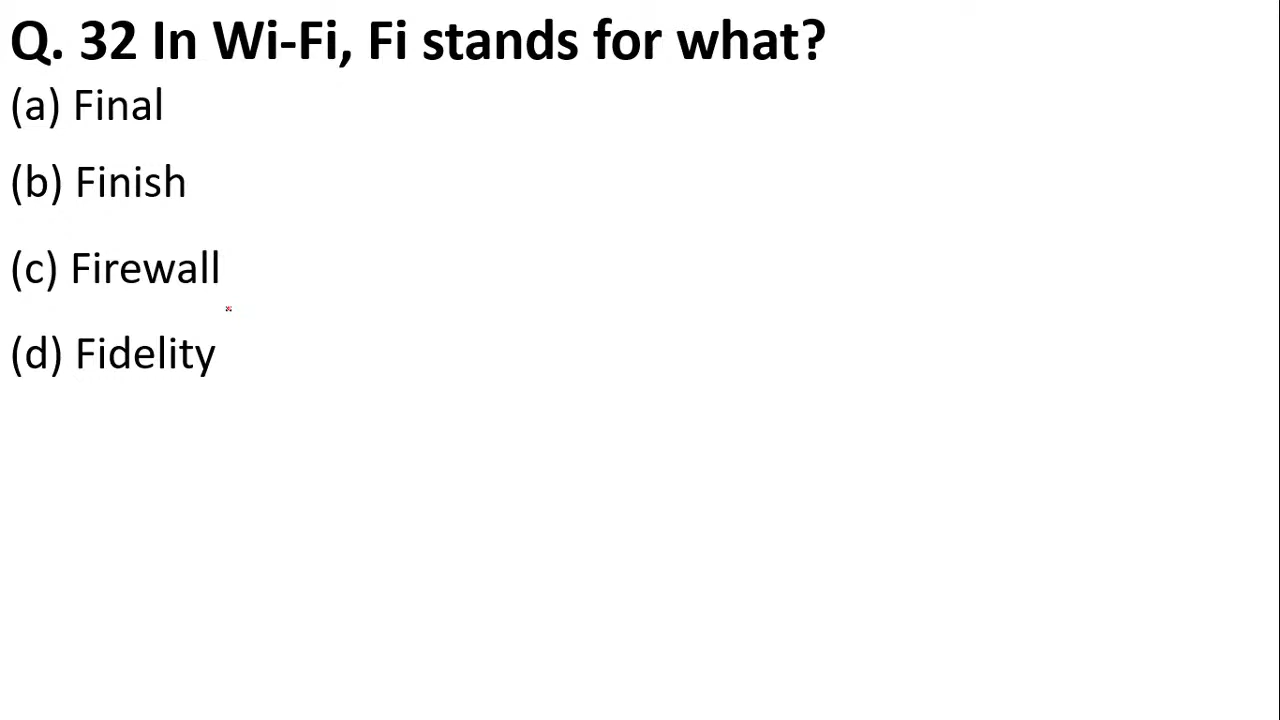 Q. 32 In Wi-Fi, Fi stands for what?
(a) Final
(b) Finish
(c) Firewall
(d) Fidelity